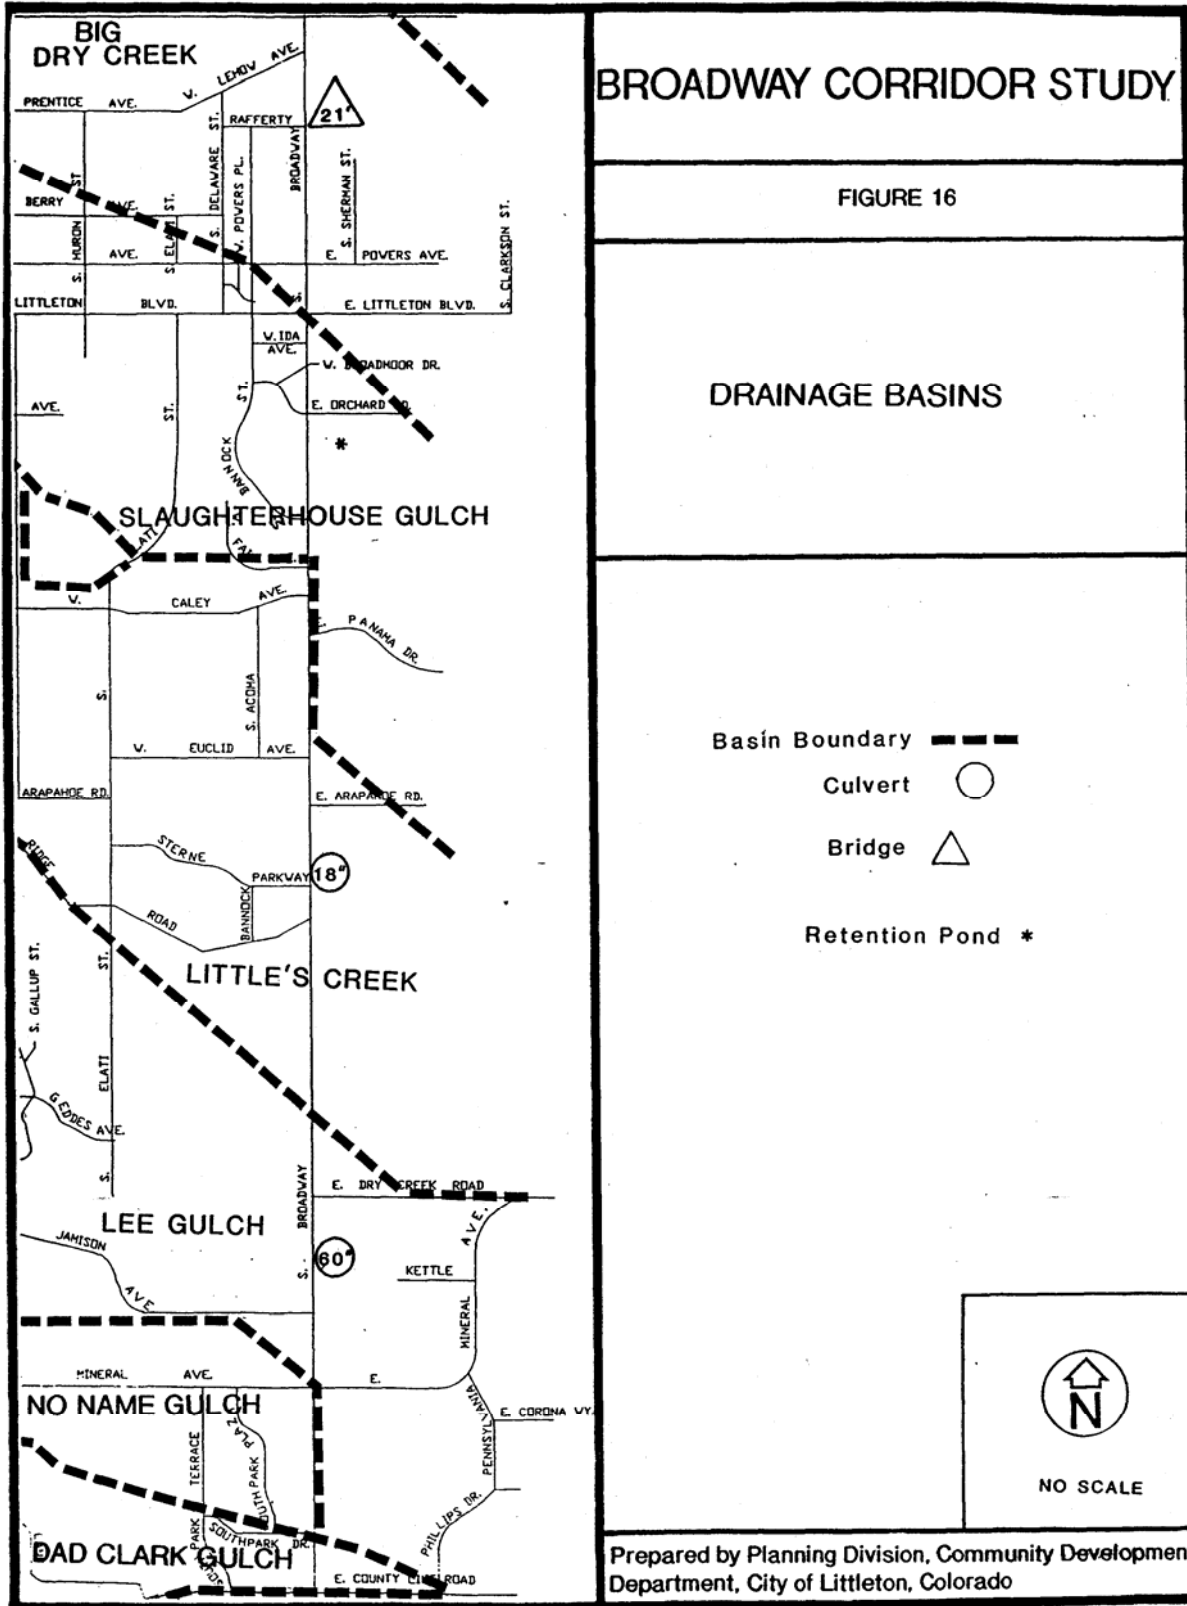 BIG
DRY CREEK
W. LEHOW AVE.
PRENTICE AVE.
21'
RAFFERTY
S. DELAWARE ST.
W. POWERS PL.
BROADWAY
S. SHERMAN ST.
S. CLARKSON ST.
BERRY AVE.
S. HURON ST
S. ELATI ST.
AVE.
E. POWERS AVE.
LITTLETON BLVD.
S.
E. LITTLETON BLVD.
W. IDA
AVE.
W. BROADMOOR DR.
AVE.
ST.
ST.
E. ORCHARD RD.
*
BANNOCK
SLAUGHTERHOUSE GULCH
ELATI
W. CALEY AVE.
E. PANAMA DR.
S.
S. ACOMA
W. EUCLID AVE.
ARAPAHOE RD.
E. ARAPAHOE RD.
STERNE
PARKWAY
18"
RIDGE
ROAD
BANNOCK
LITTLE'S CREEK
S. GALLUP ST.
ST.
ELATI
GEDDES AVE.
S.
E. DRY CREEK ROAD
S. BROADWAY
LEE GULCH
60"
JAMISON
AVE
KETTLE
MINERAL AVE.
MINERAL AVE.
E.
NO NAME GULCH
E. CORONA WY.
PENNSYLVANIA
SOUTH PARK PLAZ
PARK TERRACE
SOUTHPARK DR.
PHILLIPS DR.
DAD CLARK GULCH
E. COUNTY LINE ROAD
BROADWAY CORRIDOR STUDY
FIGURE 16
DRAINAGE BASINS
Basin Boundary
Culvert
Bridge
Retention Pond *
N
NO SCALE
Prepared by Planning Division, Community Developmen
Department, City of Littleton, Colorado